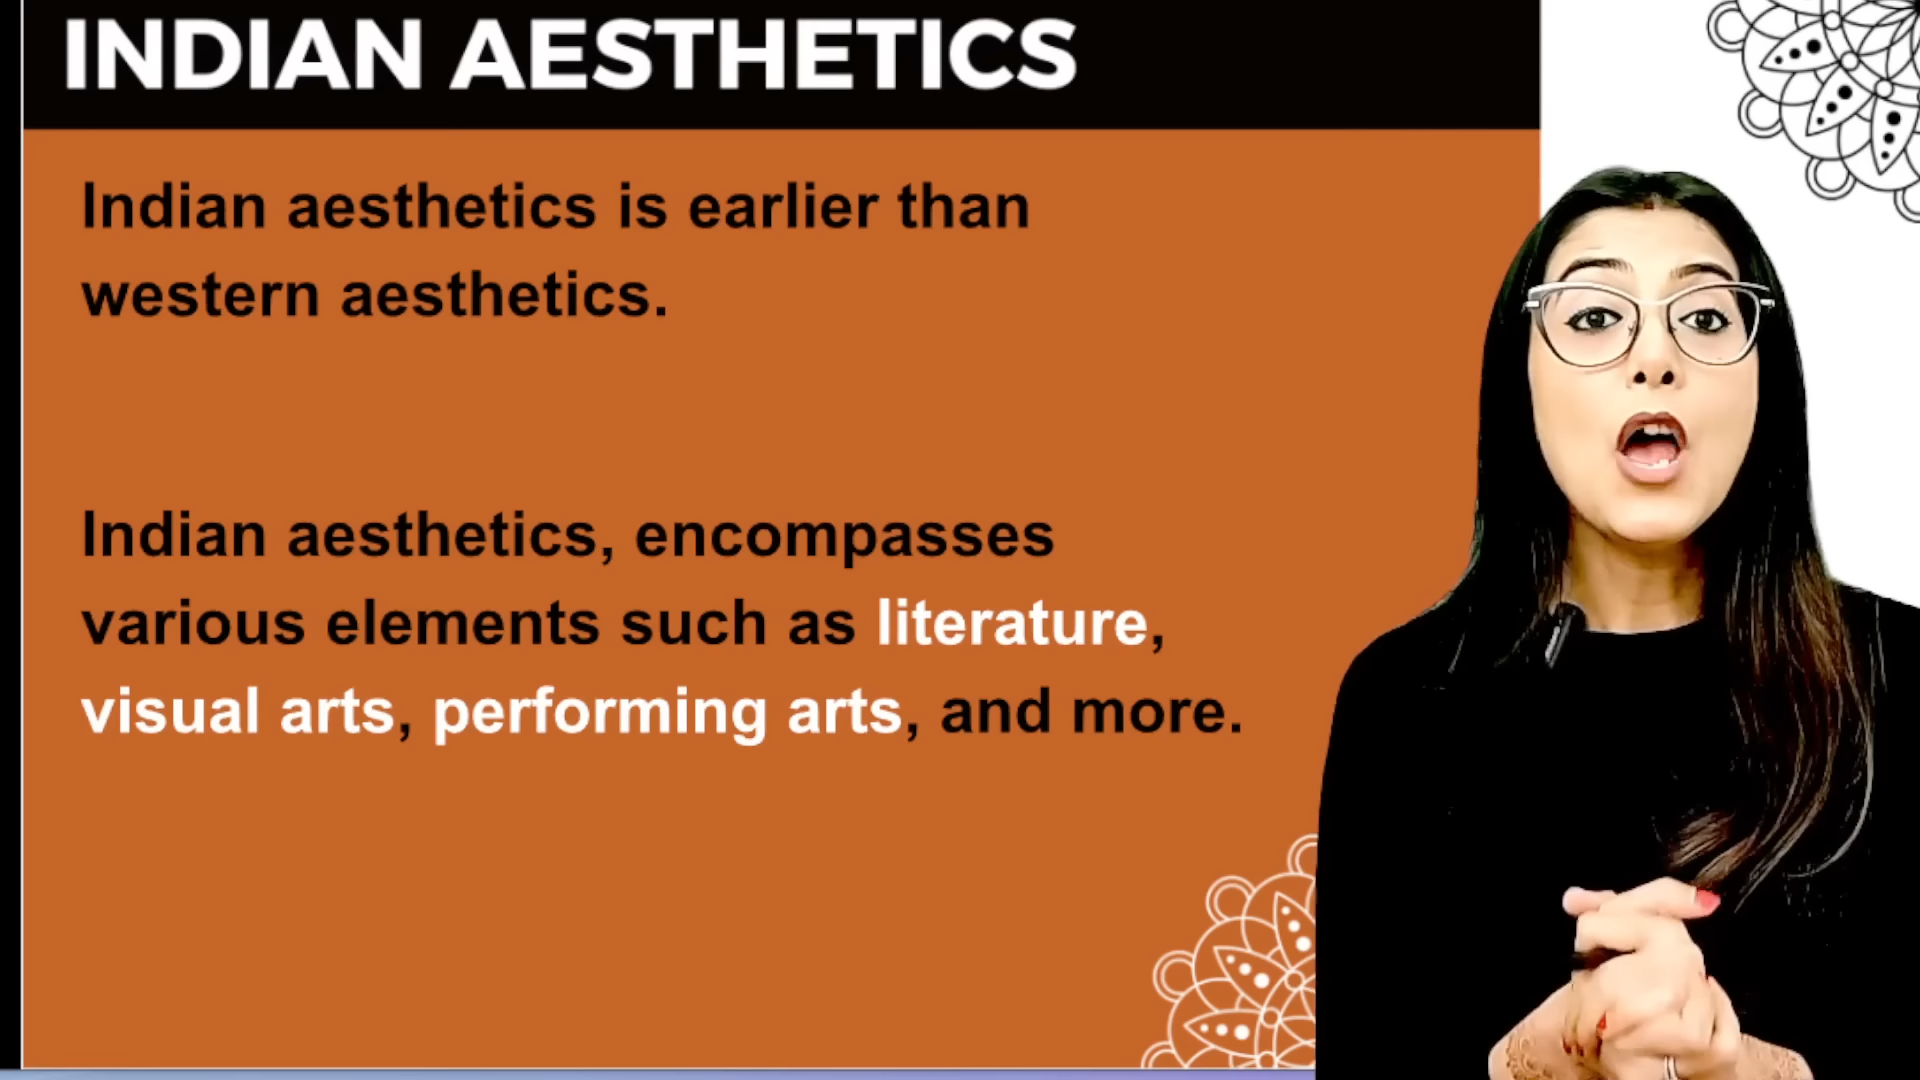 INDIAN AESTHETICS
Indian aesthetics is earlier than
western aesthetics.
Indian aesthetics, encompasses
various elements such as literature,
visual arts, performing arts, and more.